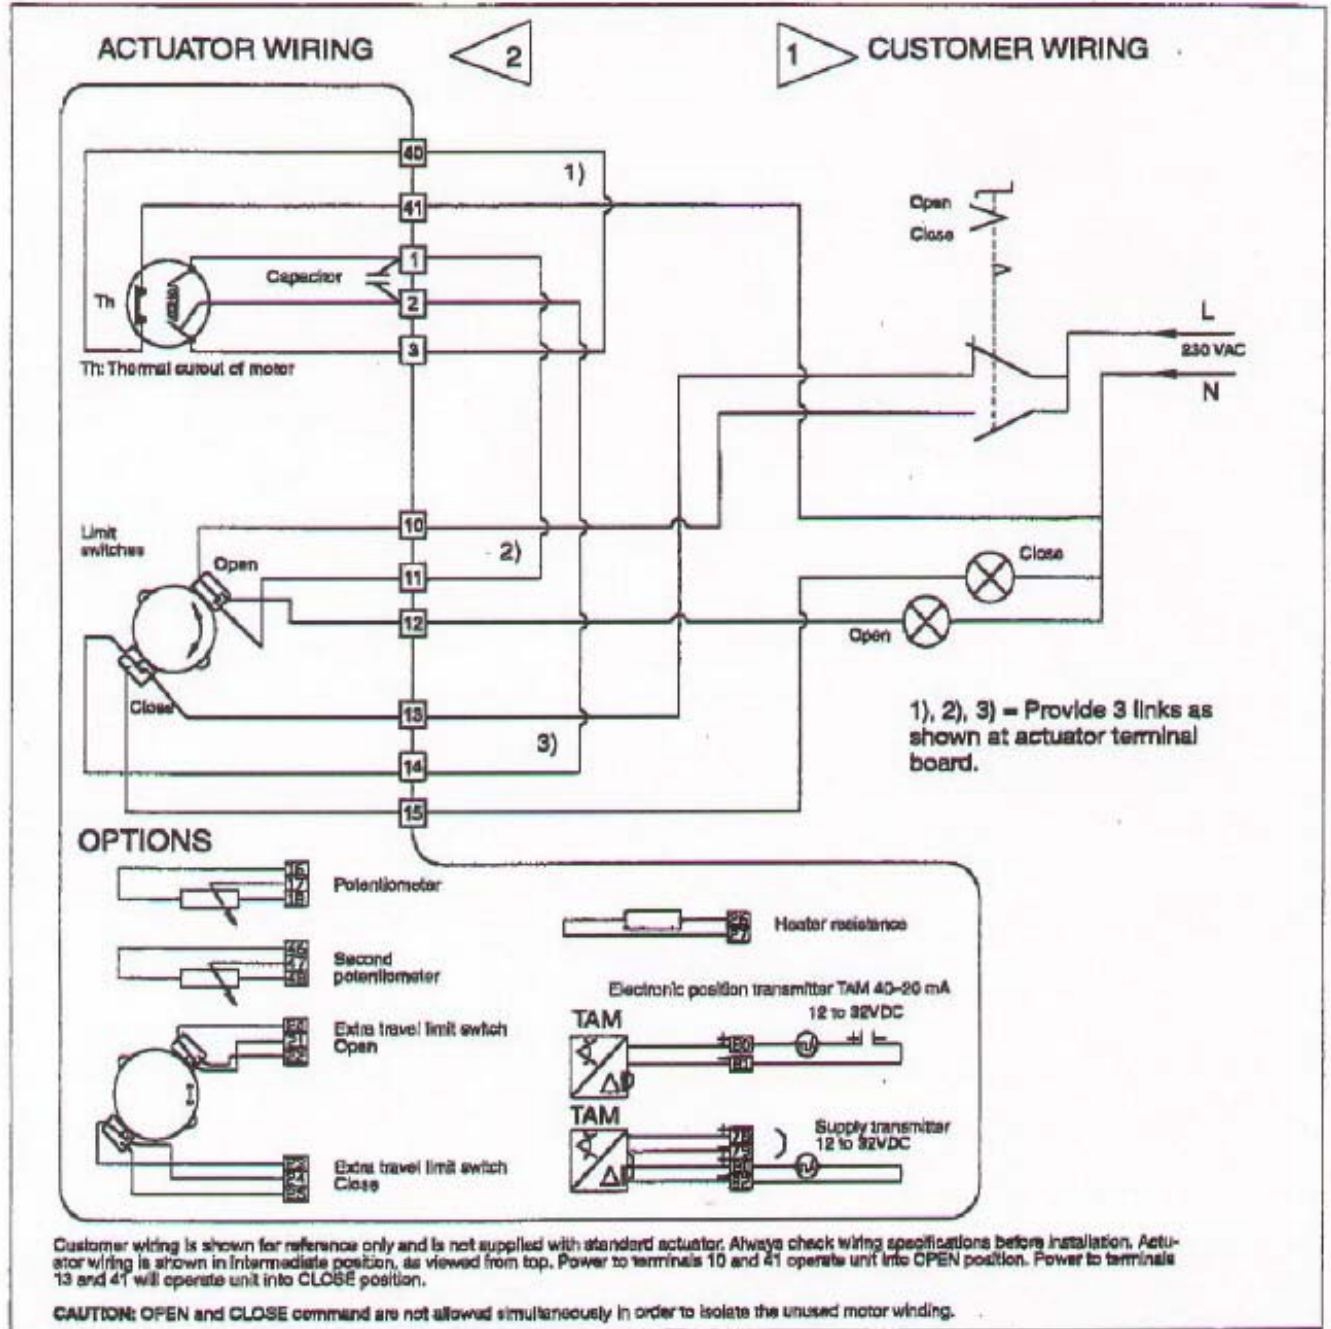 ACTUATOR WIRING
2
1
CUSTOMER WIRING
40
1)
41
Open
Close
1
Capacitor
Th
2
L
230 VAC
3
N
Th: Thermal cutout of motor
10
Limit
switches
2)
Open
11
Close
12
Open
Close
13
1), 2), 3) = Provide 3 links as
shown at actuator terminal
board.
3)
14
15
OPTIONS
16
17
18
Potentiometer
Heater resistance
Second
potentiometer
Electronic position transmitter TAM 40-20 mA
12 to 32VDC
TAM
Extra travel limit switch
Open
+
80
81
TAM
Supply transmitter
12 to 32VDC
Extra travel limit switch
Close
Customer wiring is shown for reference only and is not supplied with standard actuator. Always check wiring specifications before installation. Actu-
ator wiring is shown in intermediate position, as viewed from top. Power to terminals 10 and 41 operate unit into OPEN position. Power to terminals
13 and 41 will operate unit into CLOSE position.
CAUTION: OPEN and CLOSE command are not allowed simultaneously in order to isolate the unused motor winding.